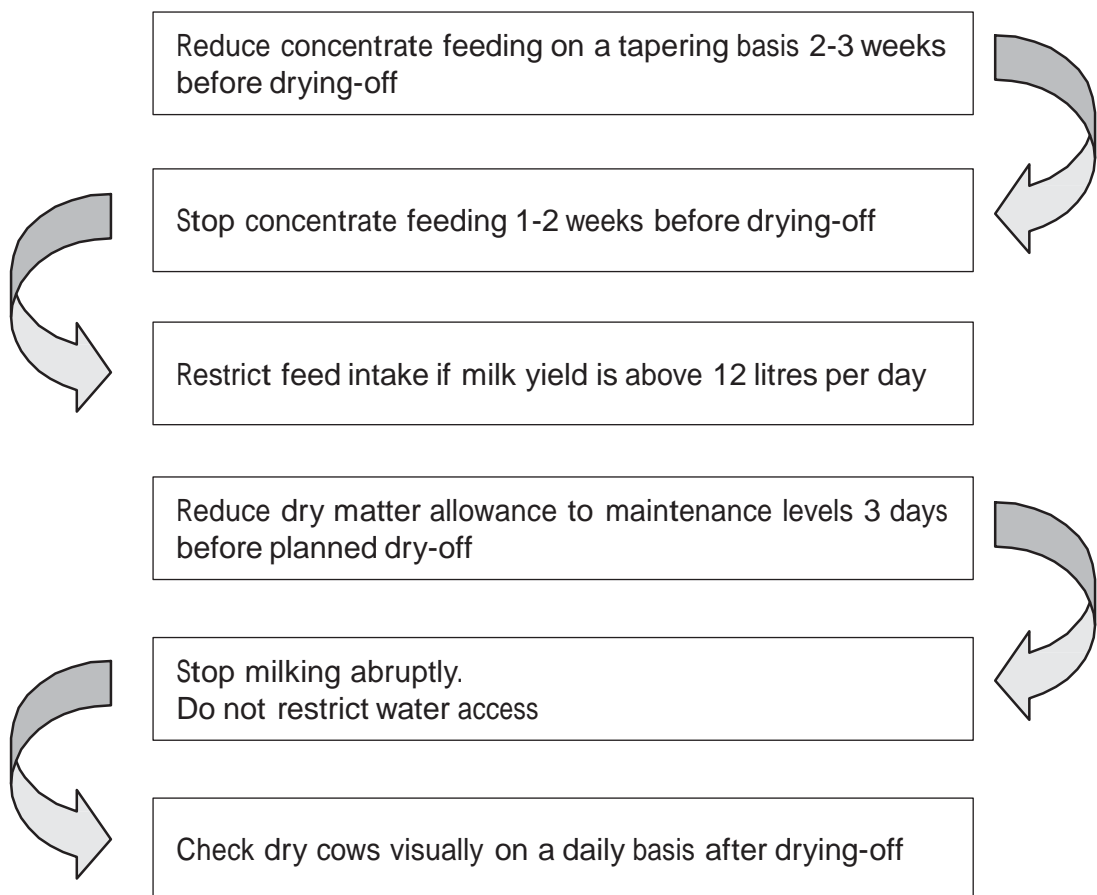 Reduce concentrate feeding on a tapering basis 2-3 weeks
before drying-off
Stop concentrate feeding 1-2 weeks before drying-off
Restrict feed intake if milk yield is above 12 litres per day
Reduce dry matter allowance to maintenance levels 3 days
before planned dry-off
Stop milking abruptly.
Do not restrict water access
Check dry cows visually on a daily basis after drying-off